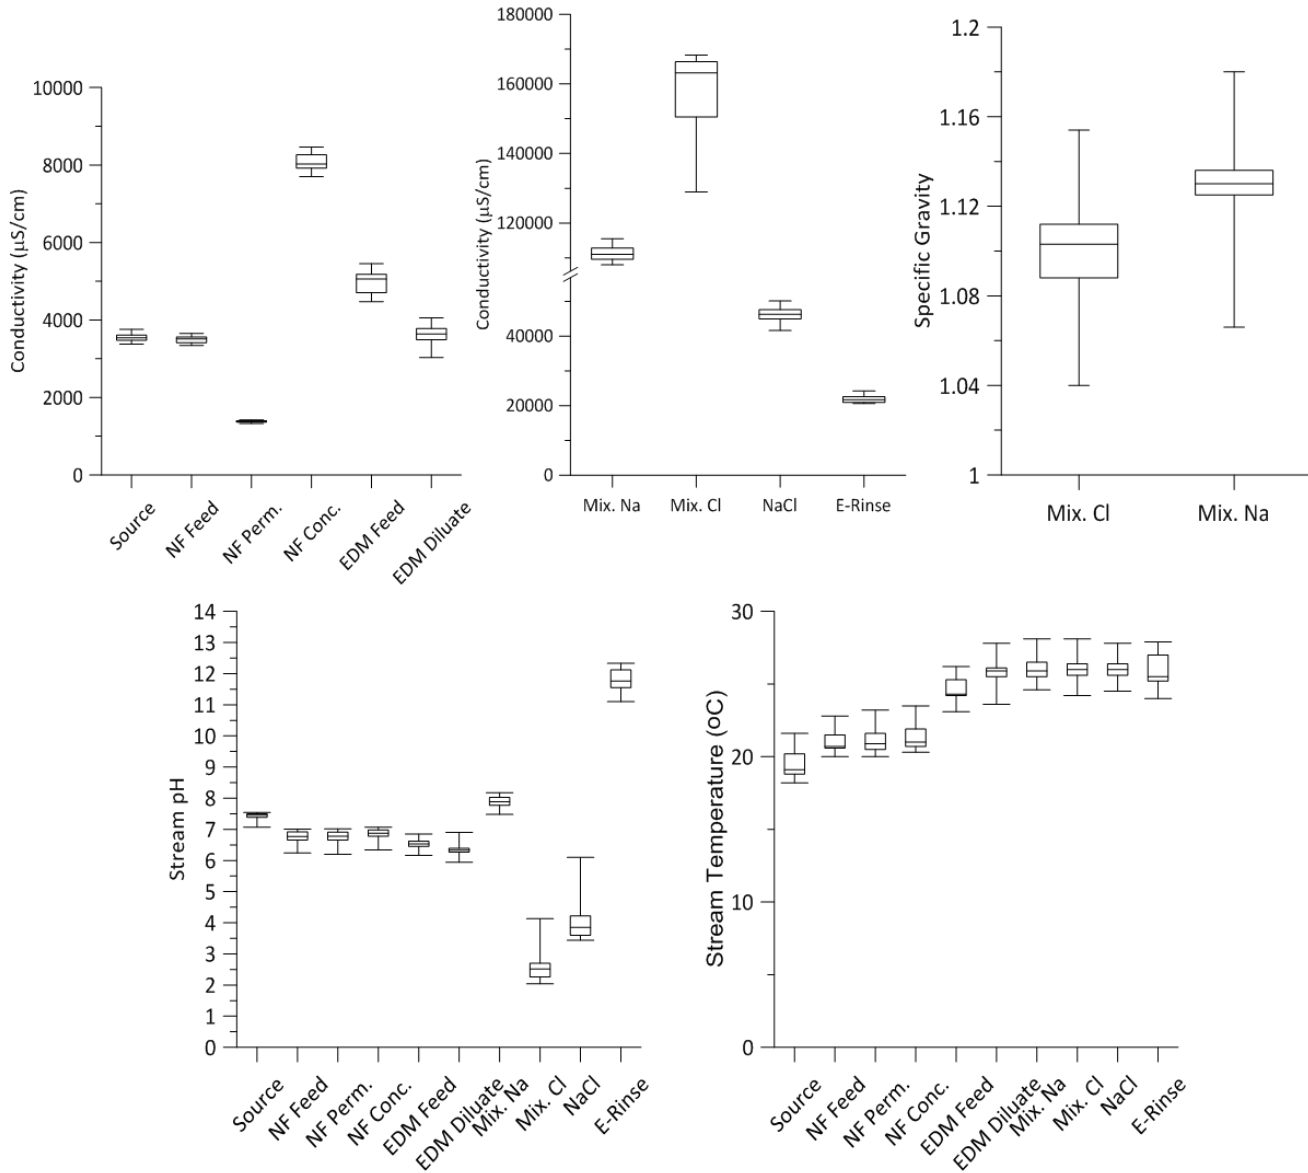 Conductivity (µS/cm)
10000
8000
6000
4000
2000
0
Source
NF Feed
NF Perm.
NF Conc.
EDM Feed
EDM Diluate
Conductivity (µS/cm)
180000
160000
140000
120000
40000
20000
0
Mix. Na
Mix. Cl
NaCl
E-Rinse
Specific Gravity
1.2
1.16
1.12
1.08
1.04
1
Mix. Cl
Mix. Na
Stream pH
14
13
12
11
10
9
8
7
6
5
4
3
2
1
0
Source
NF Feed
NF Perm.
NF Conc.
EDM Feed
EDM Diluate
Mix. Na
Mix. Cl
NaCl
E-Rinse
Stream Temperature (oC)
30
20
10
0
Source
NF Feed
NF Perm.
NF Conc.
EDM Feed
EDM Diluate
Mix. Na
Mix. Cl
NaCl
E-Rinse